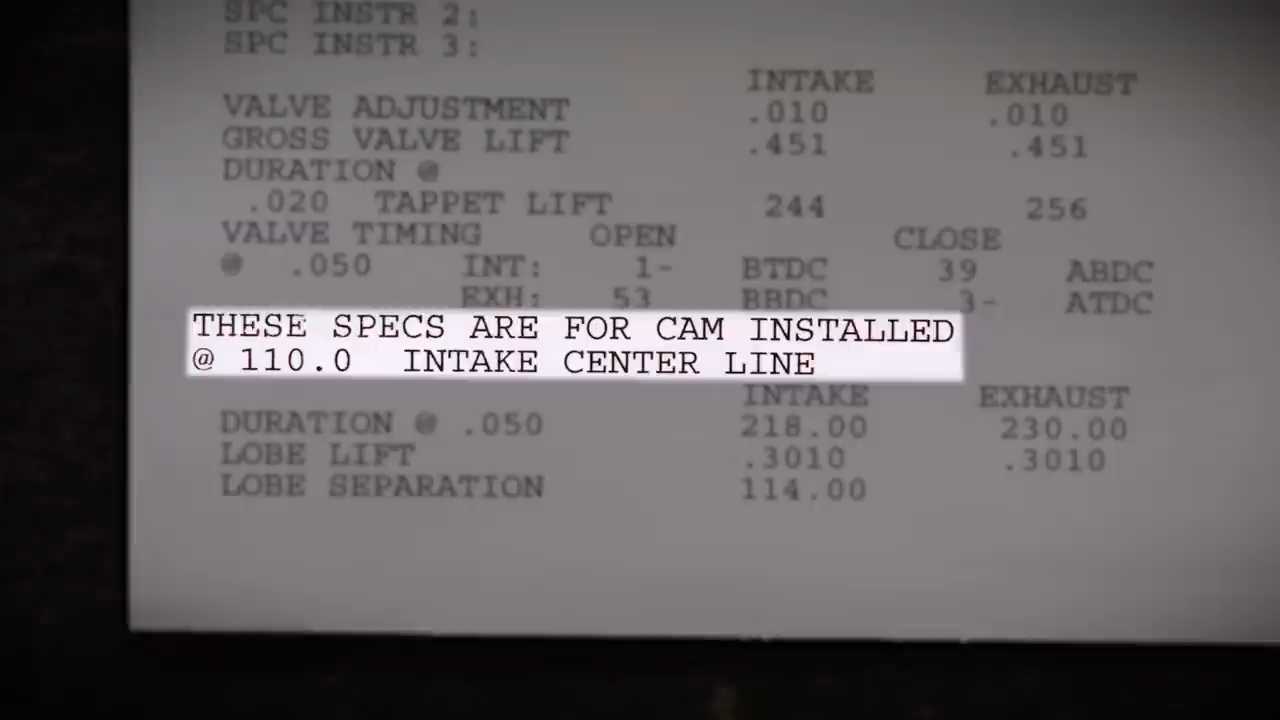 SPC INSTR 2:
SPC INSTR 3:
INTAKE EXHAUST
VALVE ADJUSTMENT .010 .010
GROSS VALVE LIFT .451 .451
DURATION @
.020 TAPPET LIFT 244 256
VALVE TIMING OPEN CLOSE
@ .050 INT: 1- BTDC 39 ABDC
EXH: 53 BBDC 3- ATDC
THESE SPECS ARE FOR CAM INSTALLED
@ 110.0 INTAKE CENTER LINE
INTAKE EXHAUST
DURATION @ .050 218.00 230.00
LOBE LIFT .3010 .3010
LOBE SEPARATION 114.00